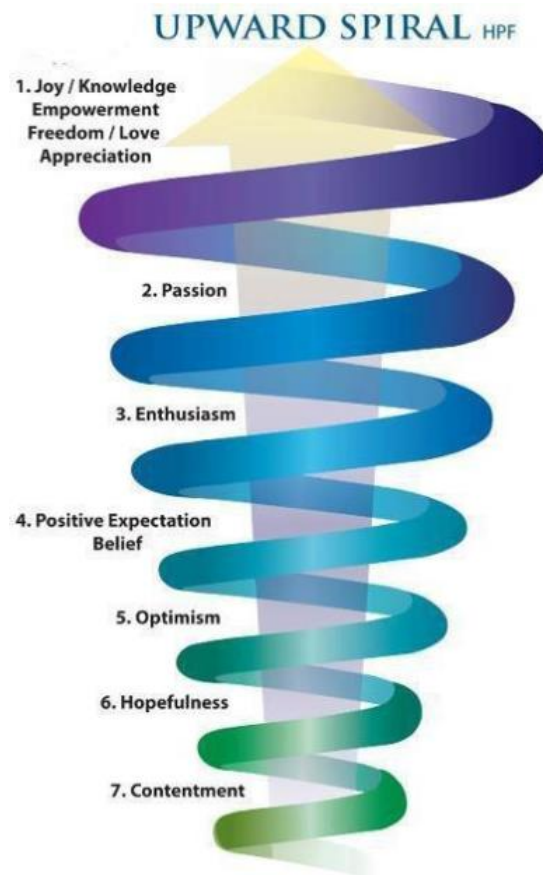 UPWARD SPIRAL HPF
1. Joy / Knowledge
Empowerment
Freedom / Love
Appreciation
2. Passion
3. Enthusiasm
4. Positive Expectation
Belief
5. Optimism
6. Hopefulness
7. Contentment